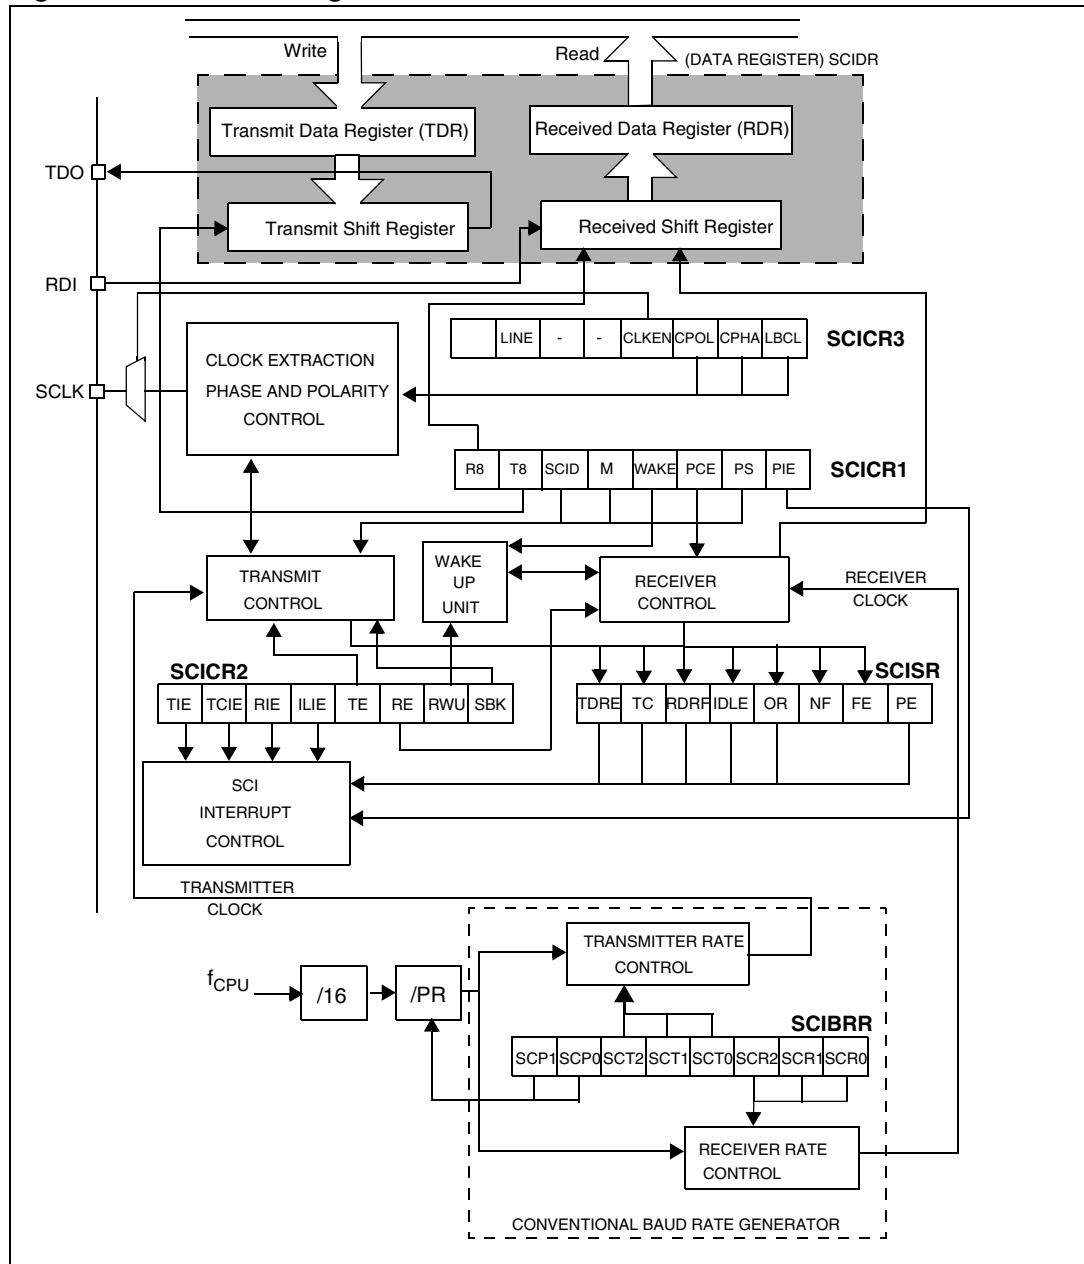 Write
Read
(DATA REGISTER) SCIDR
Transmit Data Register (TDR)
Received Data Register (RDR)
TDO
Transmit Shift Register
Received Shift Register
RDI
LINE - - CLKEN CPOL CPHA LBCL
SCICR3
CLOCK EXTRACTION
PHASE AND POLARITY
CONTROL
SCLK
R8 T8 SCID M WAKE PCE PS PIE
SCICR1
TRANSMIT
CONTROL
WAKE
UP
UNIT
RECEIVER
CONTROL
RECEIVER
CLOCK
SCICR2
SCISR
TIE TCIE RIE ILIE TE RE RWU SBK
TDRE TC RDRF IDLE OR NF FE PE
SCI
INTERRUPT
CONTROL
TRANSMITTER
CLOCK
TRANSMITTER RATE
CONTROL
fCPU
/16
/PR
SCIBRR
SCP1 SCP0 SCT2 SCT1 SCT0 SCR2 SCR1 SCR0
RECEIVER RATE
CONTROL
CONVENTIONAL BAUD RATE GENERATOR